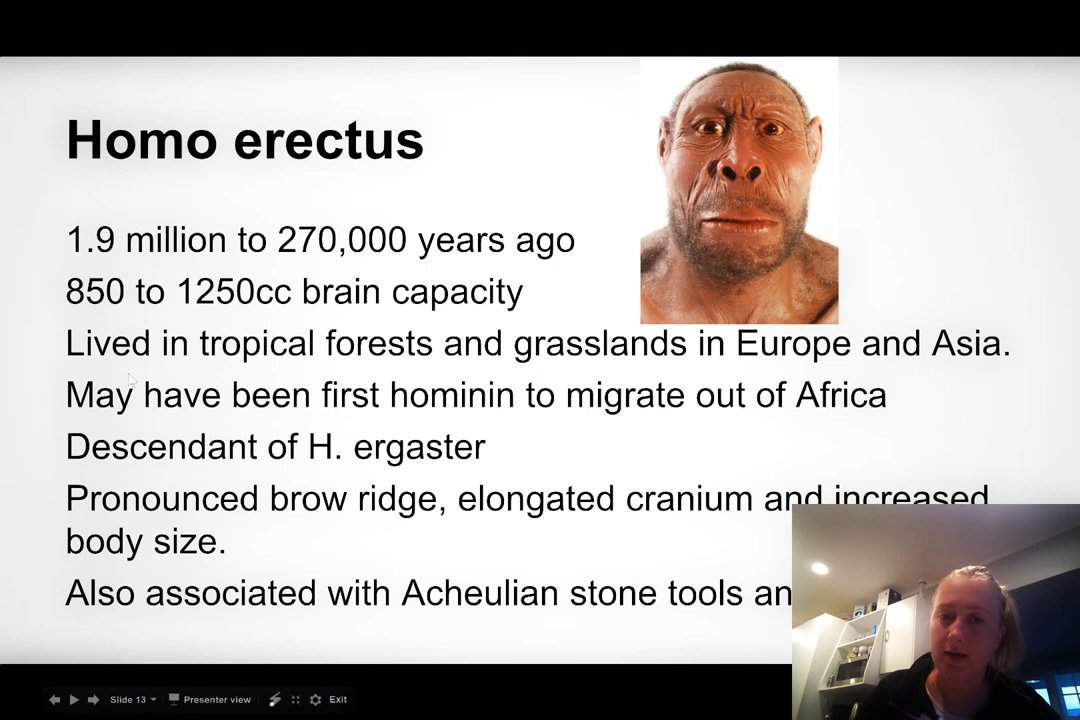 Homo erectus
1.9 million to 270,000 years ago
850 to 1250cc brain capacity
Lived in tropical forests and grasslands in Europe and Asia.
May have been first hominin to migrate out of Africa
Descendant of H. ergaster
Pronounced brow ridge, elongated cranium and increased
body size.
Also associated with Acheulian stone tools
Slide 13 Presenter view Exit